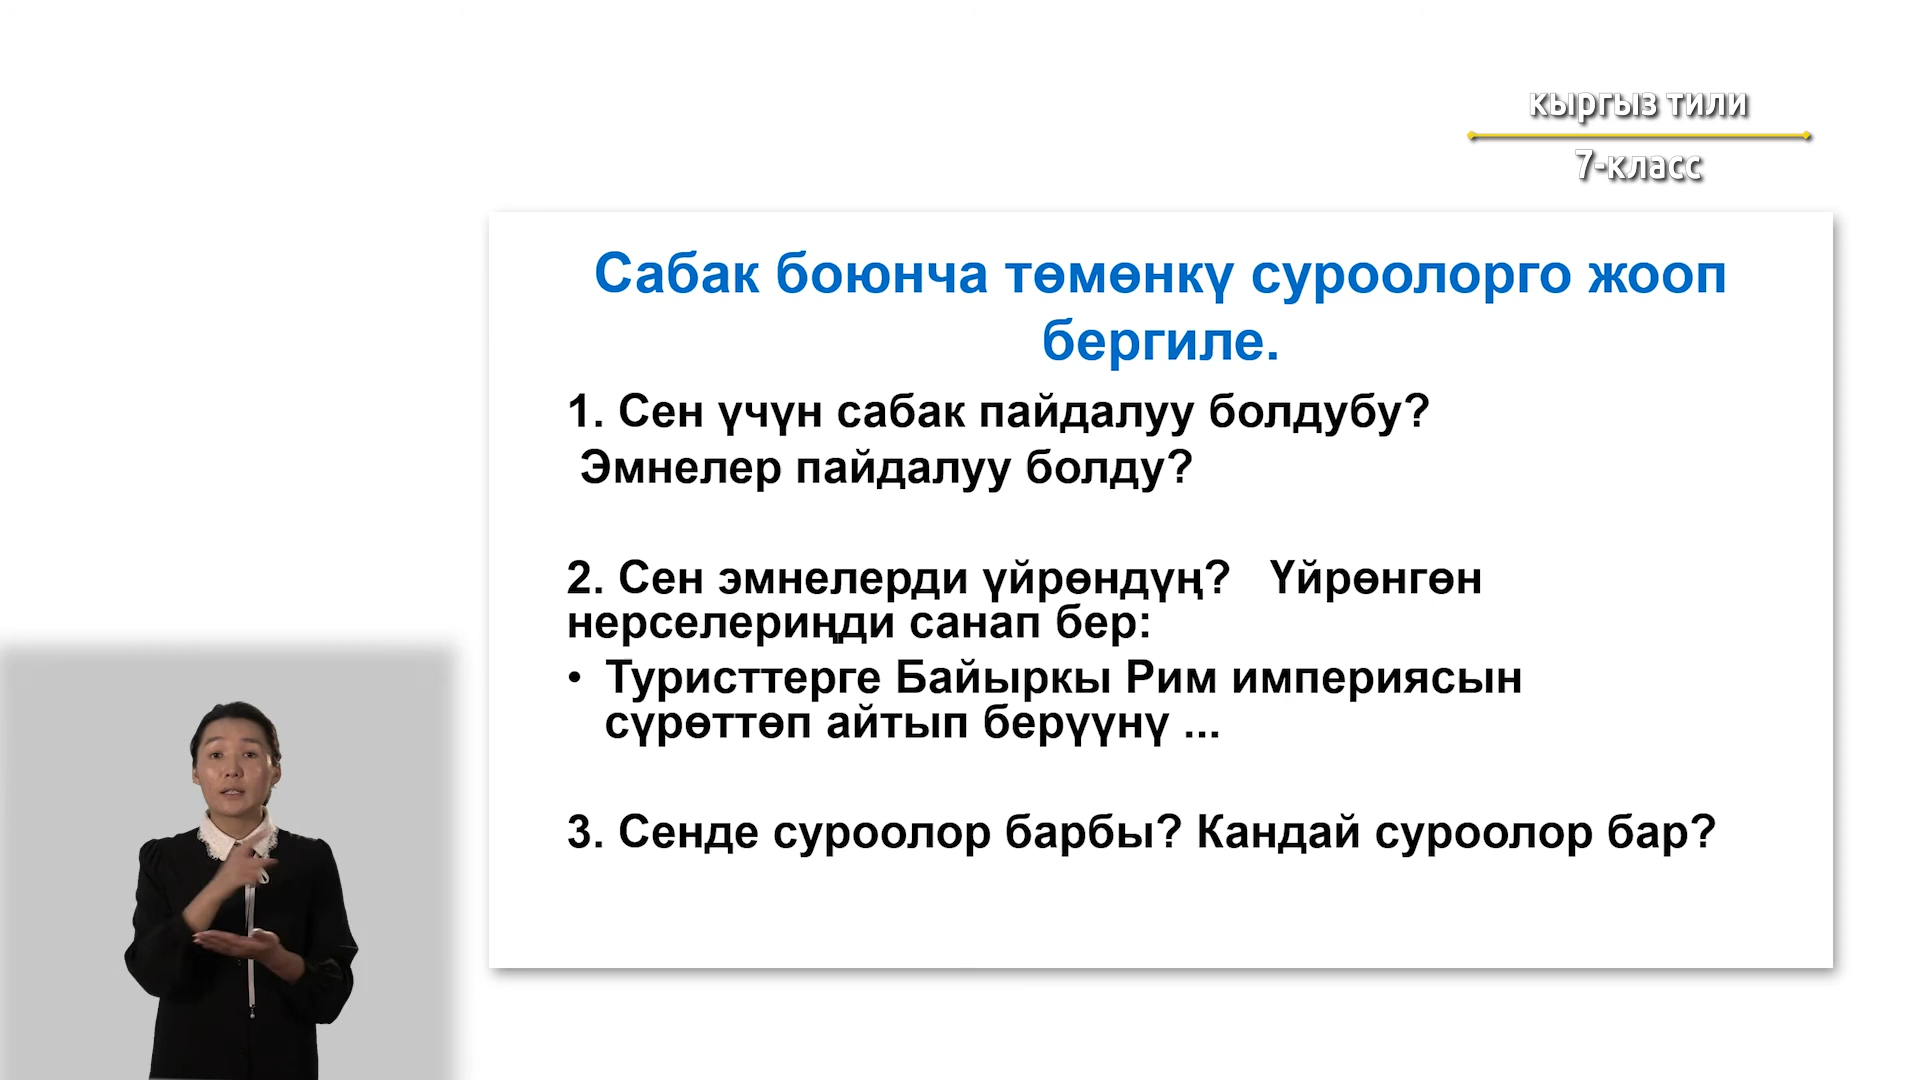 кыргыз тили
7-класс
Сабак боюнча төмөнкү суроолорго жооп
бергиле.
1. Сен үчүн сабак пайдалуу болдубу?
Эмнелер пайдалуу болду?
2. Сен эмнелерди үйрөндүң? Үйрөнгөн
нерселериңди санап бер:
• Туристтерге Байыркы Рим империясын
сүрөттөп айтып берүүнү ...
3. Сенде суроолор барбы? Кандай суроолор бар?